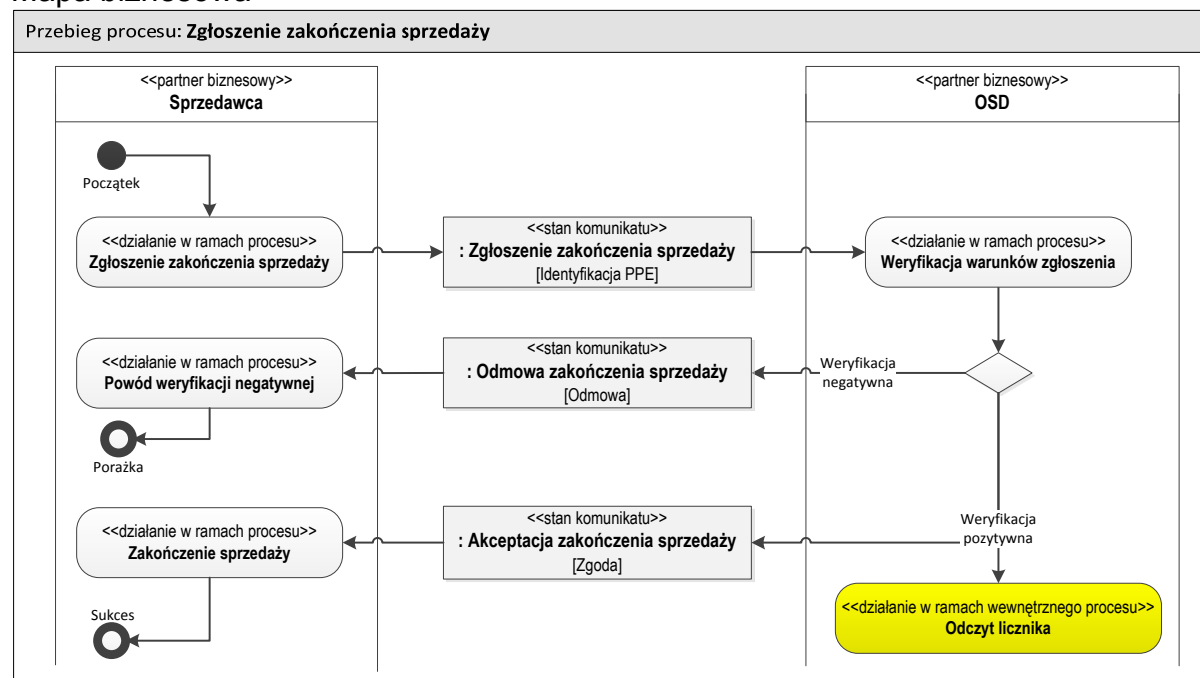 Przebieg procesu: Zgłoszenie zakończenia sprzedaży
<<partner biznesowy>>
Sprzedawca
<<partner biznesowy>>
OSD
Początek
<<działanie w ramach procesu>>
Zgłoszenie zakończenia sprzedaży
<<stan komunikatu>>
: Zgłoszenie zakończenia sprzedaży
[Identyfikacja PPE]
<<działanie w ramach procesu>>
Weryfikacja warunków zgłoszenia
<<działanie w ramach procesu>>
Powód weryfikacji negatywnej
<<stan komunikatu>>
: Odmowa zakończenia sprzedaży
[Odmowa]
Weryfikacja
negatywna
Porażka
<<działanie w ramach procesu>>
Zakończenie sprzedaży
<<stan komunikatu>>
: Akceptacja zakończenia sprzedaży
[Zgoda]
Weryfikacja
pozytywna
Sukces
<<działanie w ramach wewnętrznego procesu>>
Odczyt licznika